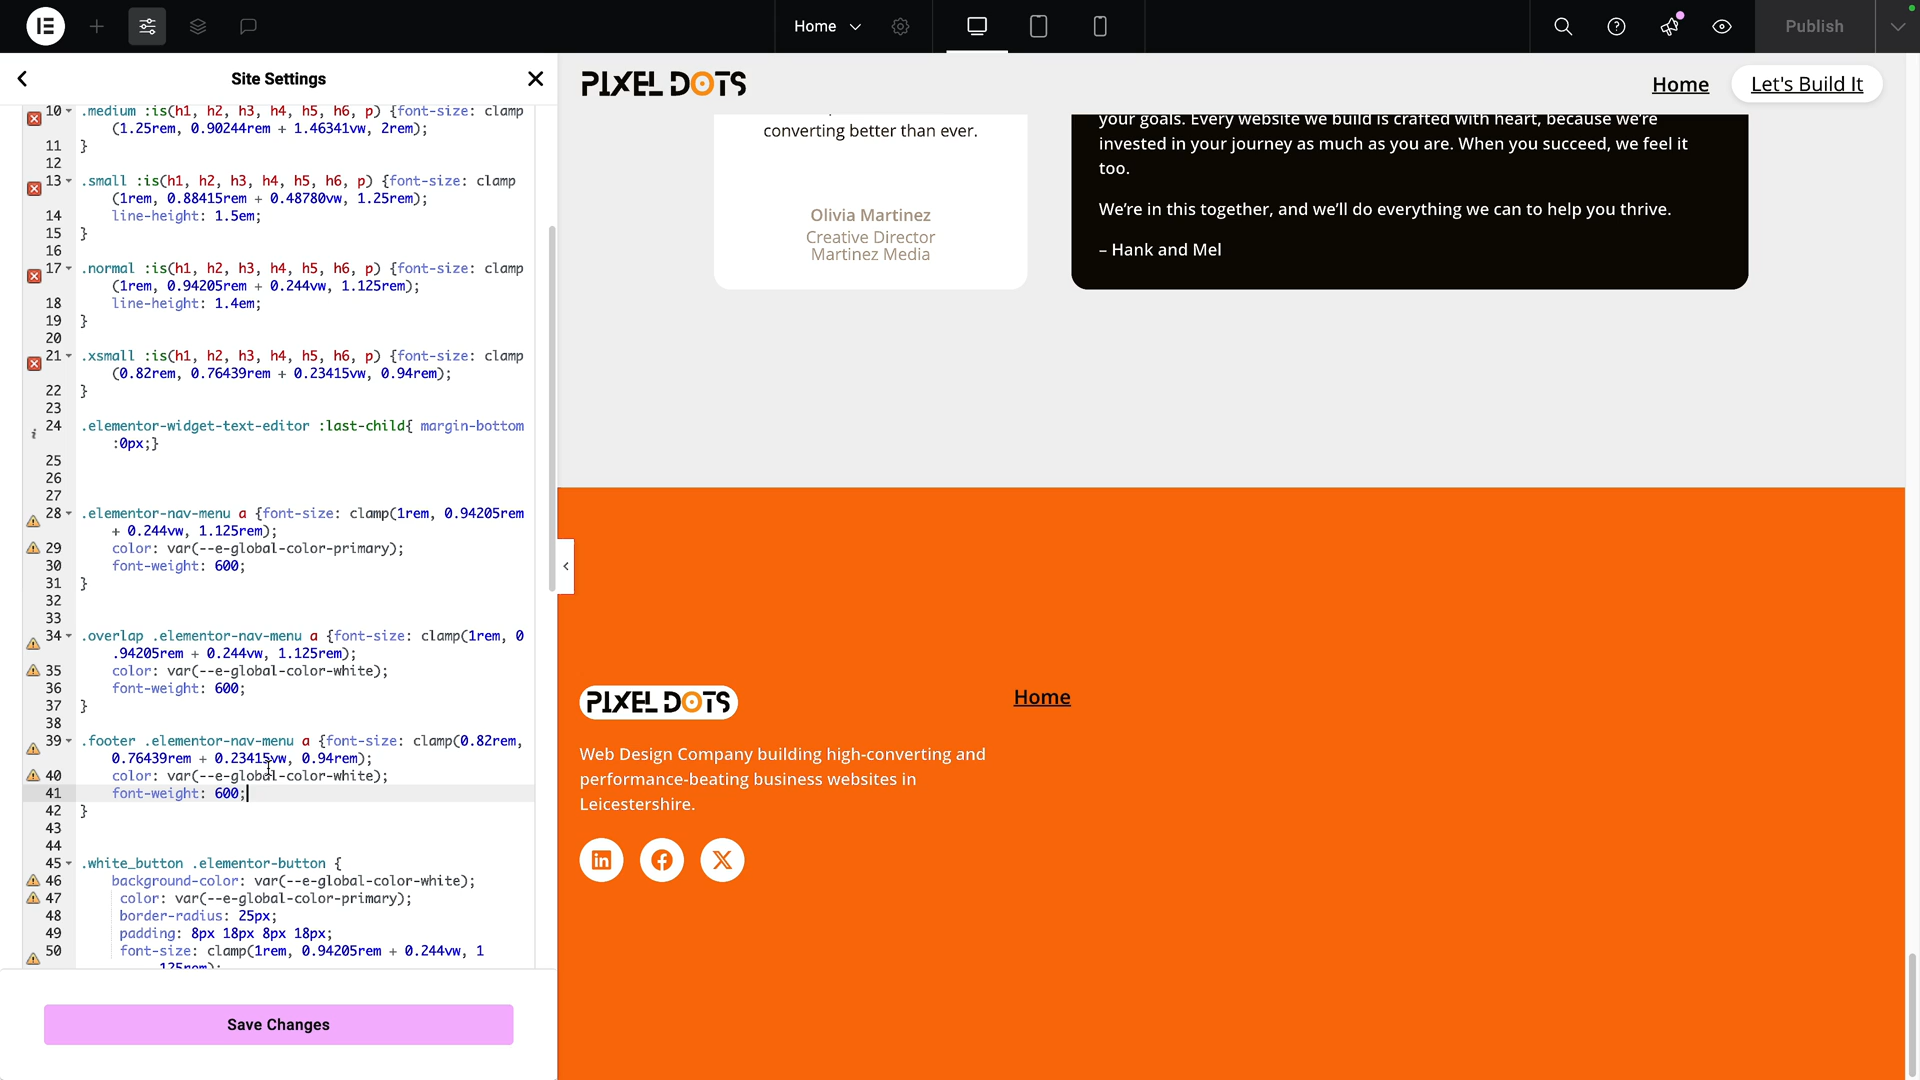 Home
Publish
Site Settings
10 .medium :is(h1, h2, h3, h4, h5, h6, p) {font-size: clamp
(1.25rem, 0.90244rem + 1.46341vw, 2rem);
11 }
12
13 .small :is(h1, h2, h3, h4, h5, h6, p) {font-size: clamp
(1rem, 0.88415rem + 0.48780vw, 1.25rem);
14 line-height: 1.5em;
15 }
16
17 .normal :is(h1, h2, h3, h4, h5, h6, p) {font-size: clamp
(1rem, 0.94205rem + 0.244vw, 1.125rem);
18 line-height: 1.4em;
19 }
20
21 .xsmall :is(h1, h2, h3, h4, h5, h6, p) {font-size: clamp
(0.82rem, 0.76439rem + 0.23415vw, 0.94rem);
22 }
23
24 .elementor-widget-text-editor :last-child{ margin-bottom
:0px;}
25
26
27
28 .elementor-nav-menu a {font-size: clamp(1rem, 0.94205rem
+ 0.244vw, 1.125rem);
29 color: var(--e-global-color-primary);
30 font-weight: 600;
31 }
32
33
34 .overlap .elementor-nav-menu a {font-size: clamp(1rem, 0
.94205rem + 0.244vw, 1.125rem);
35 color: var(--e-global-color-white);
36 font-weight: 600;
37 }
38
39 .footer .elementor-nav-menu a {font-size: clamp(0.82rem,
0.76439rem + 0.23415vw, 0.94rem);
40 color: var(--e-global-color-white);
41 font-weight: 600;
42 }
43
44
45 .white_button .elementor-button {
46 background-color: var(--e-global-color-white);
47 color: var(--e-global-color-primary);
48 border-radius: 25px;
49 padding: 8px 18px 8px 18px;
50 font-size: clamp(1rem, 0.94205rem + 0.244vw, 1
.125rem);
Save Changes
PIXEL DOTS
Home
Let's Build It
converting better than ever.
Olivia Martinez
Creative Director
Martinez Media
your goals. Every website we build is crafted with heart, because we're
invested in your journey as much as you are. When you succeed, we feel it
too.
We're in this together, and we'll do everything we can to help you thrive.
– Hank and Mel
PIXEL DOTS
Web Design Company building high-converting and
performance-beating business websites in
Leicestershire.
Home